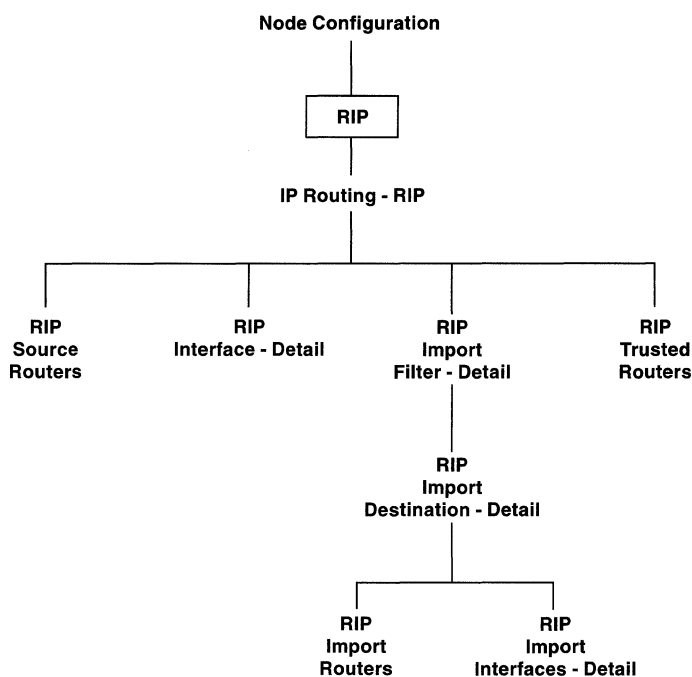 Node Configuration
RIP
IP Routing - RIP
RIP
Source
Routers
RIP
Interface - Detail
RIP
Import
Filter - Detail
RIP
Trusted
Routers
RIP
Import
Destination - Detail
RIP
Import
Routers
RIP
Import
Interfaces - Detail